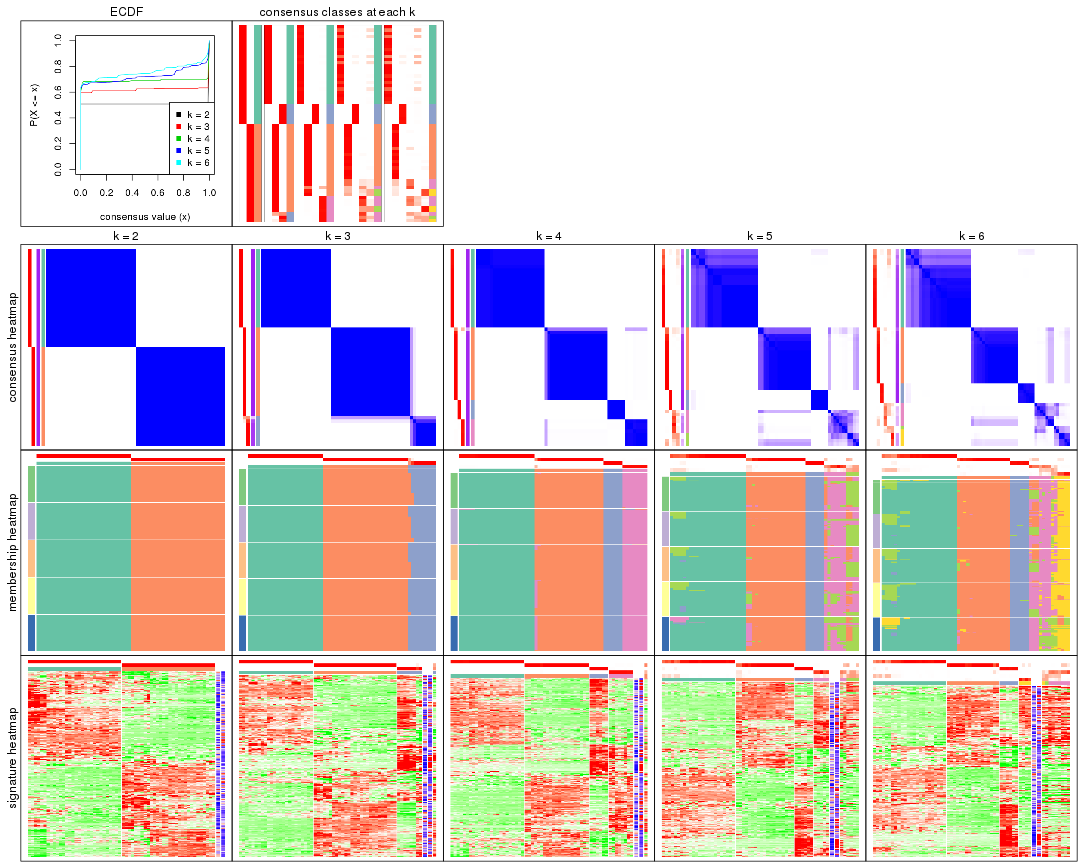 ECDF
consensus classes at each k
P(X <= x)
0.0 0.2 0.4 0.6 0.8 1.0
k = 2
k = 3
k = 4
k = 5
k = 6
0.0 0.2 0.4 0.6 0.8 1.0
consensus value (x)
k = 2
k = 3
k = 4
k = 5
k = 6
consensus heatmap
membership heatmap
signature heatmap